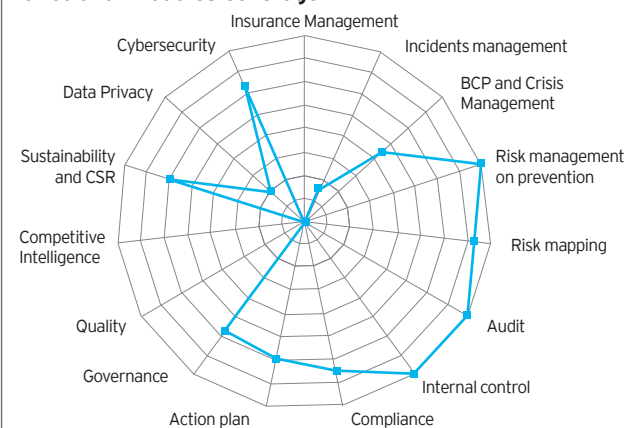 Insurance Management
Incidents management
BCP and Crisis
Management
Risk management
on prevention
Risk mapping
Audit
Internal control
Compliance
Action plan
Governance
Quality
Competitive
Intelligence
Sustainability
and CSR
Data Privacy
Cybersecurity